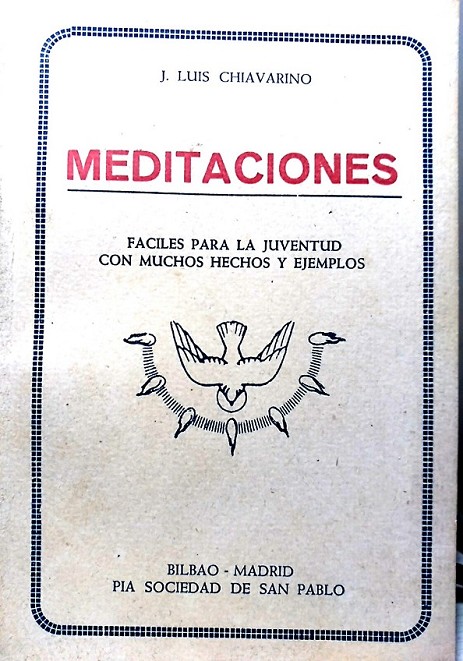 J. LUIS CHIAVARINO
MEDITACIONES
FACILES PARA LA JUVENTUD
CON MUCHOS HECHOS Y EJEMPLOS
BILBAO - MADRID
PIA SOCIEDAD DE SAN PABLO